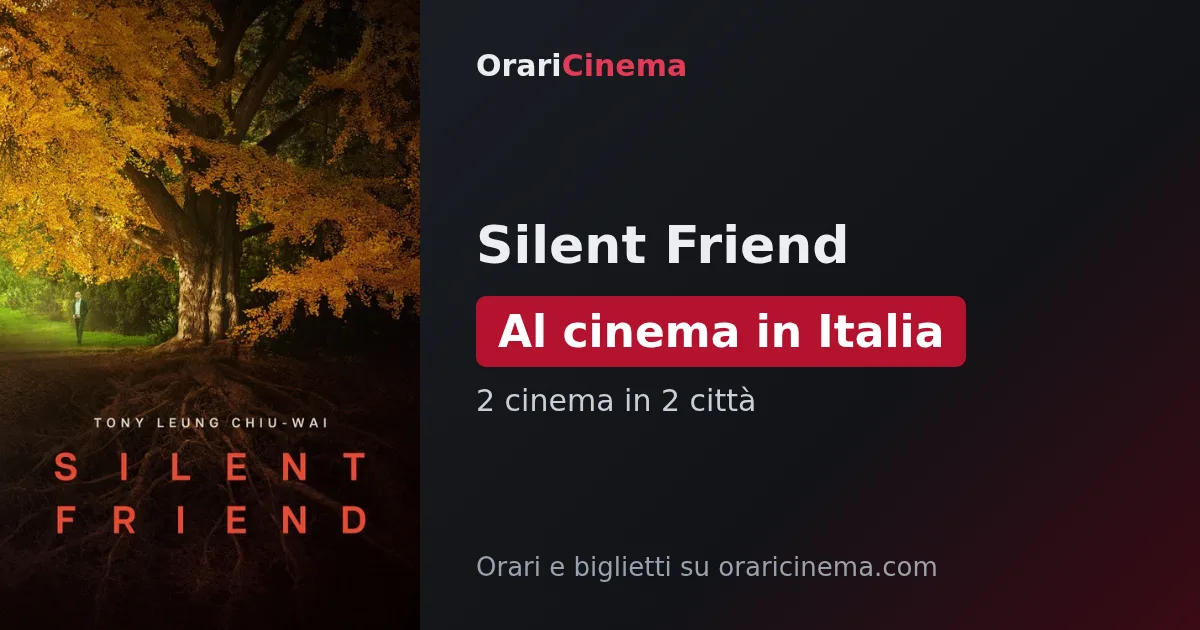 TONY LEUNG CHIU-WAI
SILENT
FRIEND
OrariCinema
Silent Friend
Al cinema in Italia
2 cinema in 2 città
Orari e biglietti su oraricinema.com